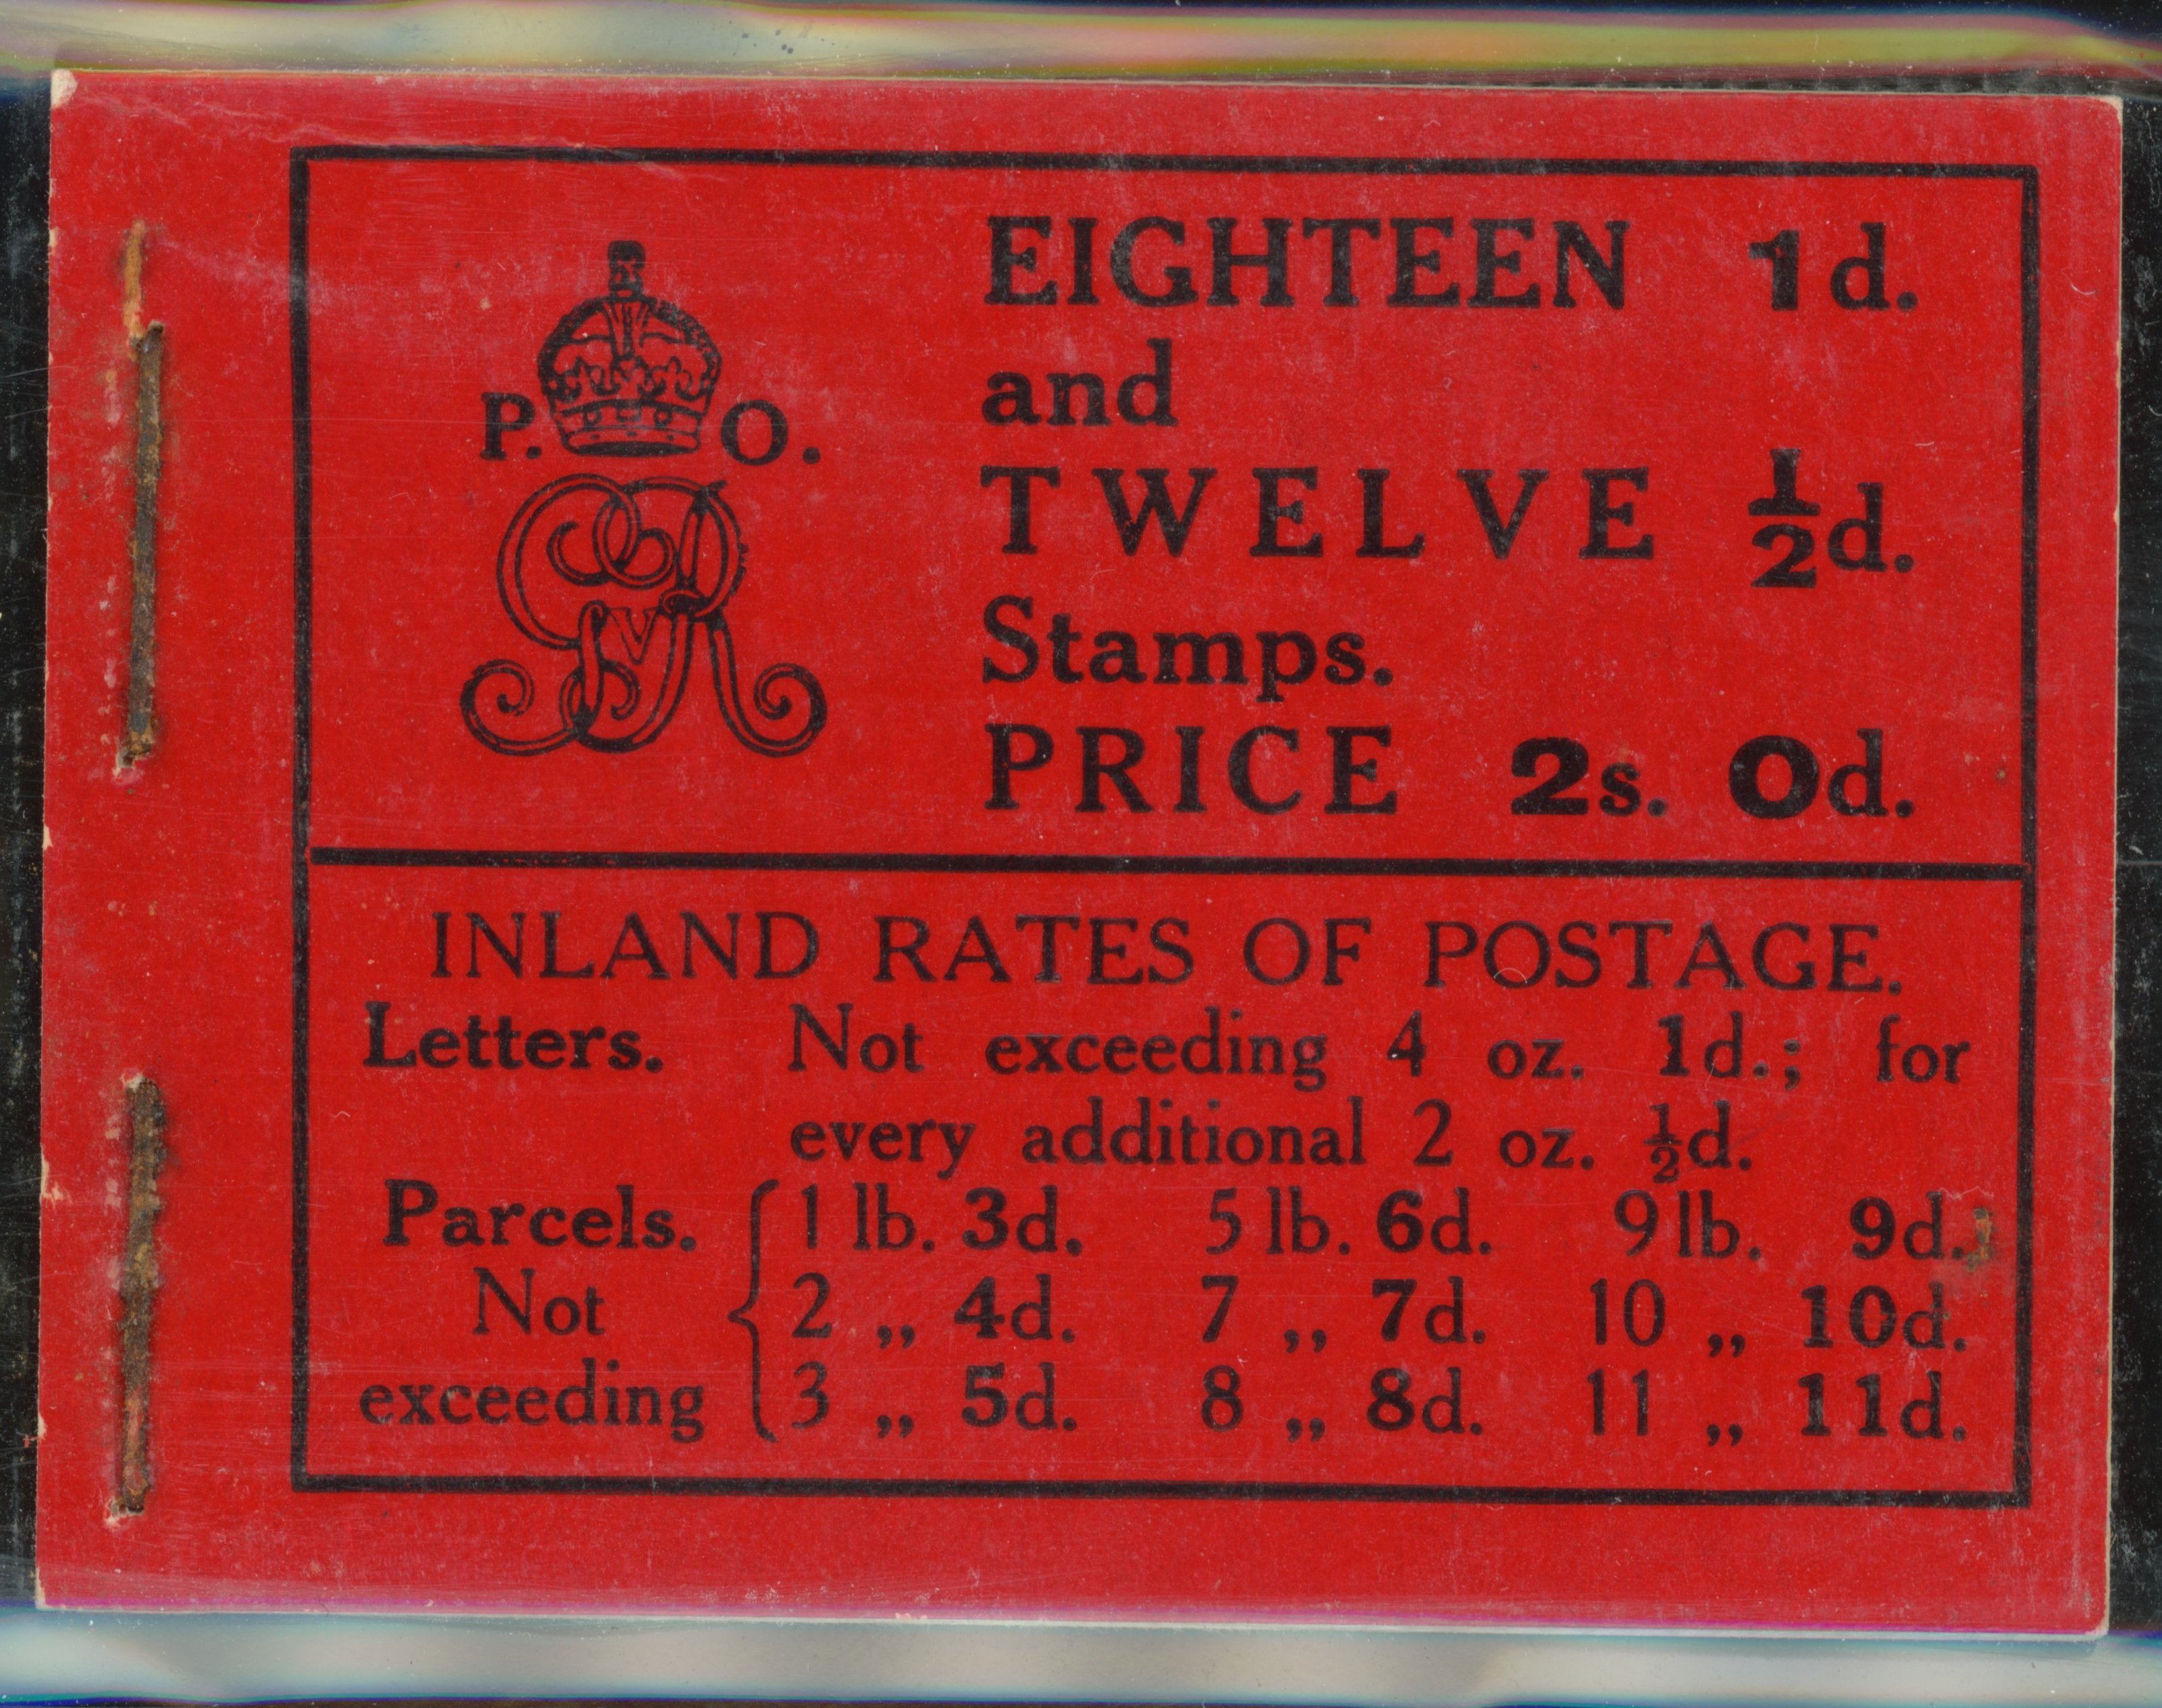 EIGHTEEN 1d.
and
TWELVE ½d.
Stamps.
PRICE 2s. 0d.
P. O.
GR
V
INLAND RATES OF POSTAGE.
Letters. Not exceeding 4 oz. 1d.; for
every additional 2 oz. ½d.
Parcels. 1 lb. 3d. 5 lb. 6d. 9 lb. 9d.
Not 2 ,, 4d. 7 ,, 7d. 10 ,, 10d.
exceeding 3 ,, 5d. 8 ,, 8d. 11 ,, 11d.